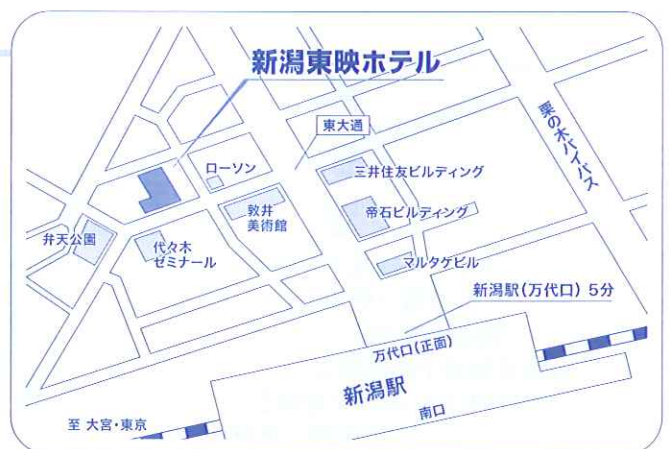 新潟東映ホテル
東大通
栗の木バイパス
ローソン
三井住友ビルディング
敦井
美術館
帝石ビルディング
弁天公園
代々木
ゼミナール
マルタケビル
新潟駅(万代口) 5分
万代口(正面)
新潟駅
南口
至 大宮・東京